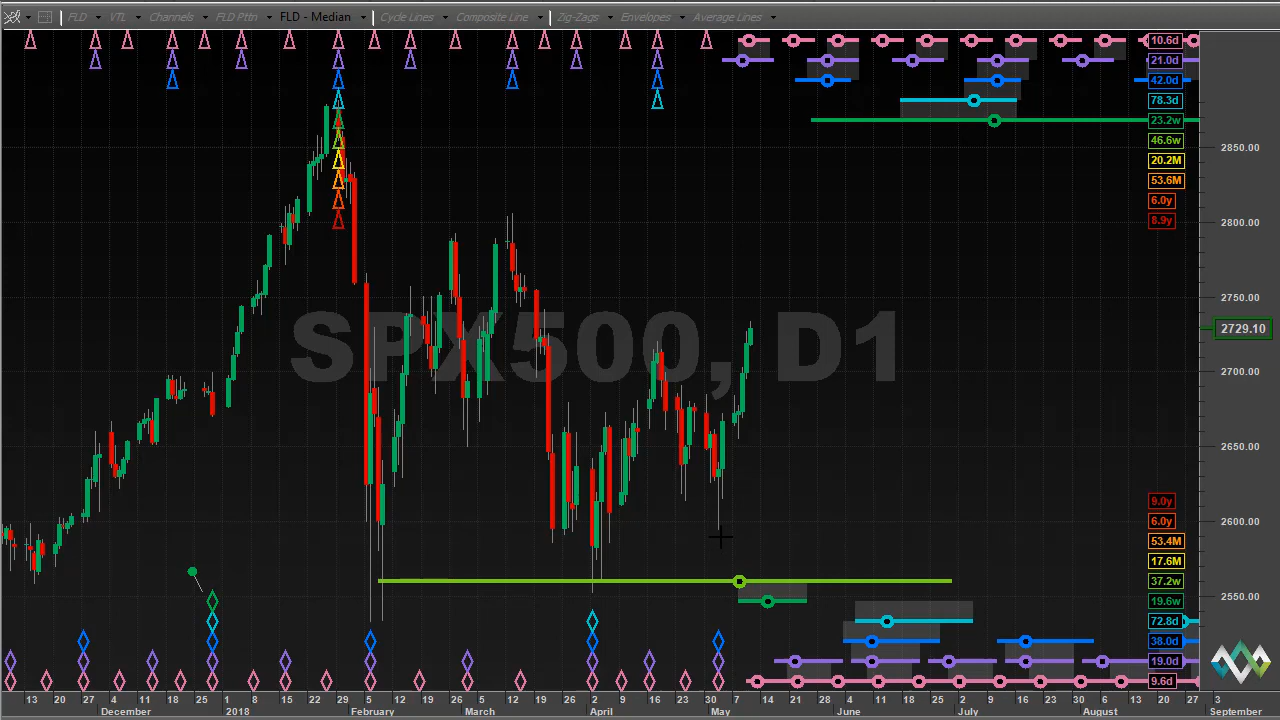 FLD VTL Channels FLD Pttn FLD - Median Cycle Lines Composite Line Zig-Zags Envelopes Average Lines
10.6d
21.0d
42.0d
78.3d
23.2w
46.6w
20.2M
53.6M
6.0y
8.9y
2850.00
2800.00
2750.00
2729.10
2700.00
2650.00
2600.00
2550.00
SPX500, D1
9.0y
6.0y
53.4M
17.6M
37.2w
19.6w
72.8d
38.0d
19.0d
9.6d
13 20 27 4 11 18 25 1 15 22 29 5 12 19 26 5 12 19 26 2 9 16 23 30 7 14 21 28 4 11 18 25 2 9 16 23 30 6 13 20 27 3
December 2018 February March April May June July August September